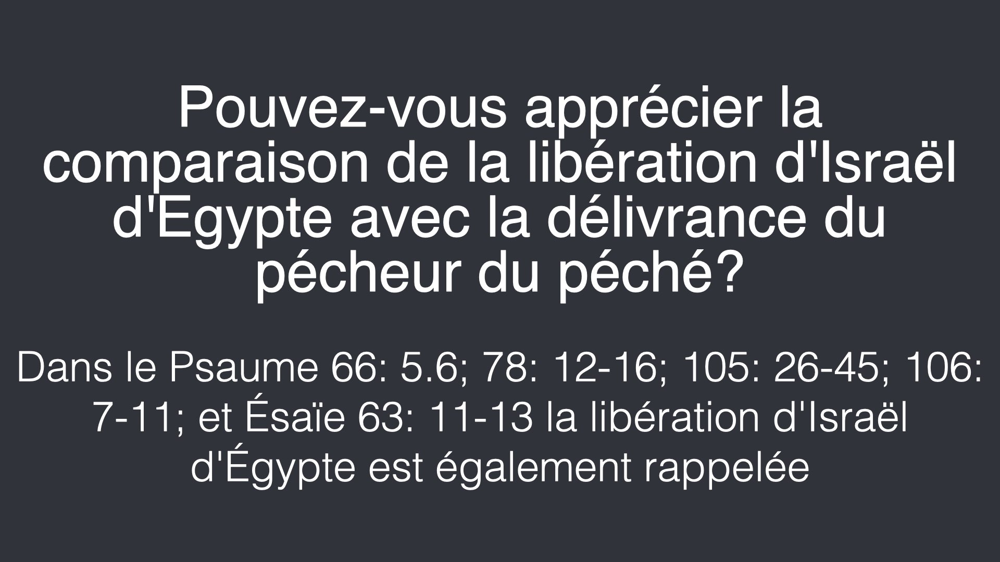 Pouvez-vous apprécier la
comparaison de la libération d'Israël
d'Egypte avec la délivrance du
pécheur du péché?
Dans le Psaume 66: 5.6; 78: 12-16; 105: 26-45; 106:
7-11; et Ésaïe 63: 11-13 la libération d'Israël
d'Égypte est également rappelée